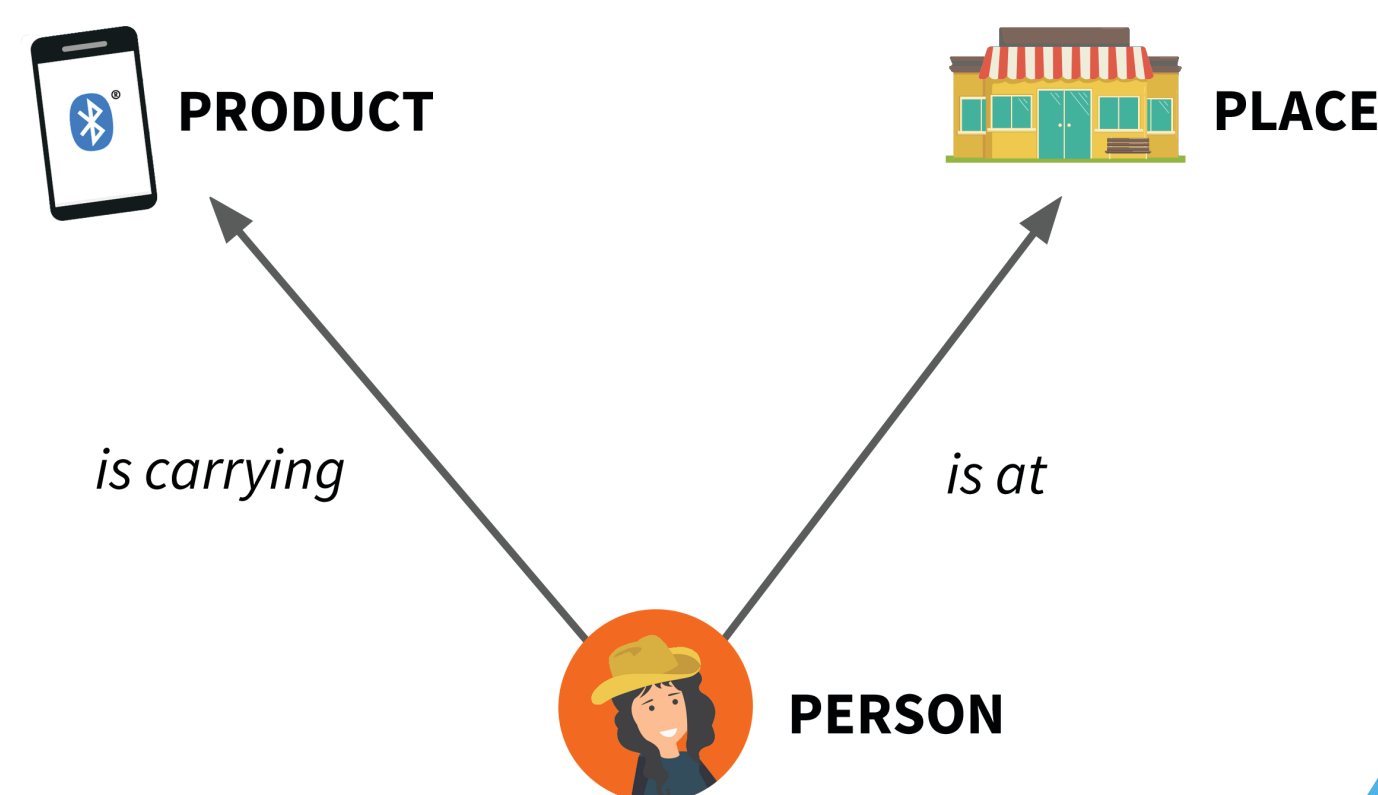 ®
PRODUCT
PLACE
is carrying
is at
PERSON